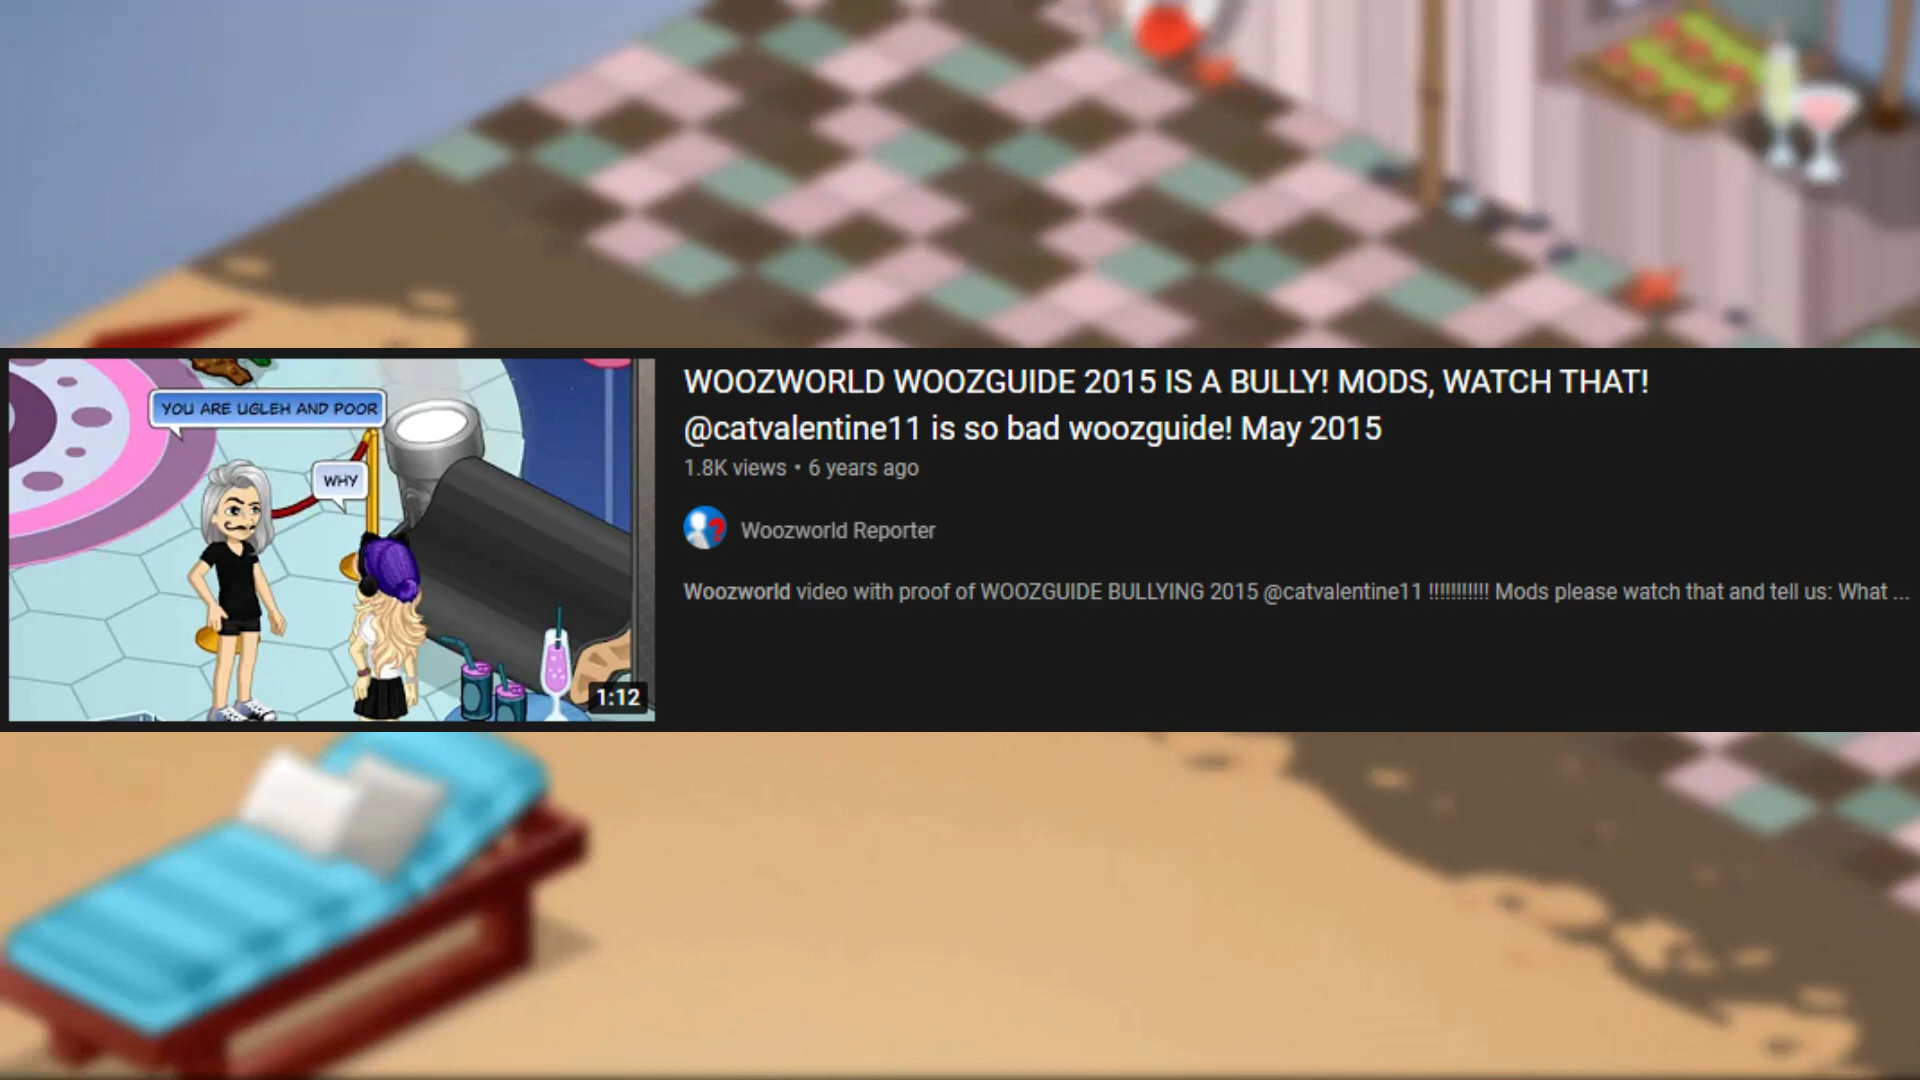 YOU ARE UGLEH AND POOR
WHY
1:12
WOOZWORLD WOOZGUIDE 2015 IS A BULLY! MODS, WATCH THAT!
@catvalentine11 is so bad woozguide! May 2015
1.8K views • 6 years ago
?
Woozworld Reporter
Woozworld video with proof of WOOZGUIDE BULLYING 2015 @catvalentine11 !!!!!!!!!!! Mods please watch that and tell us: What ...